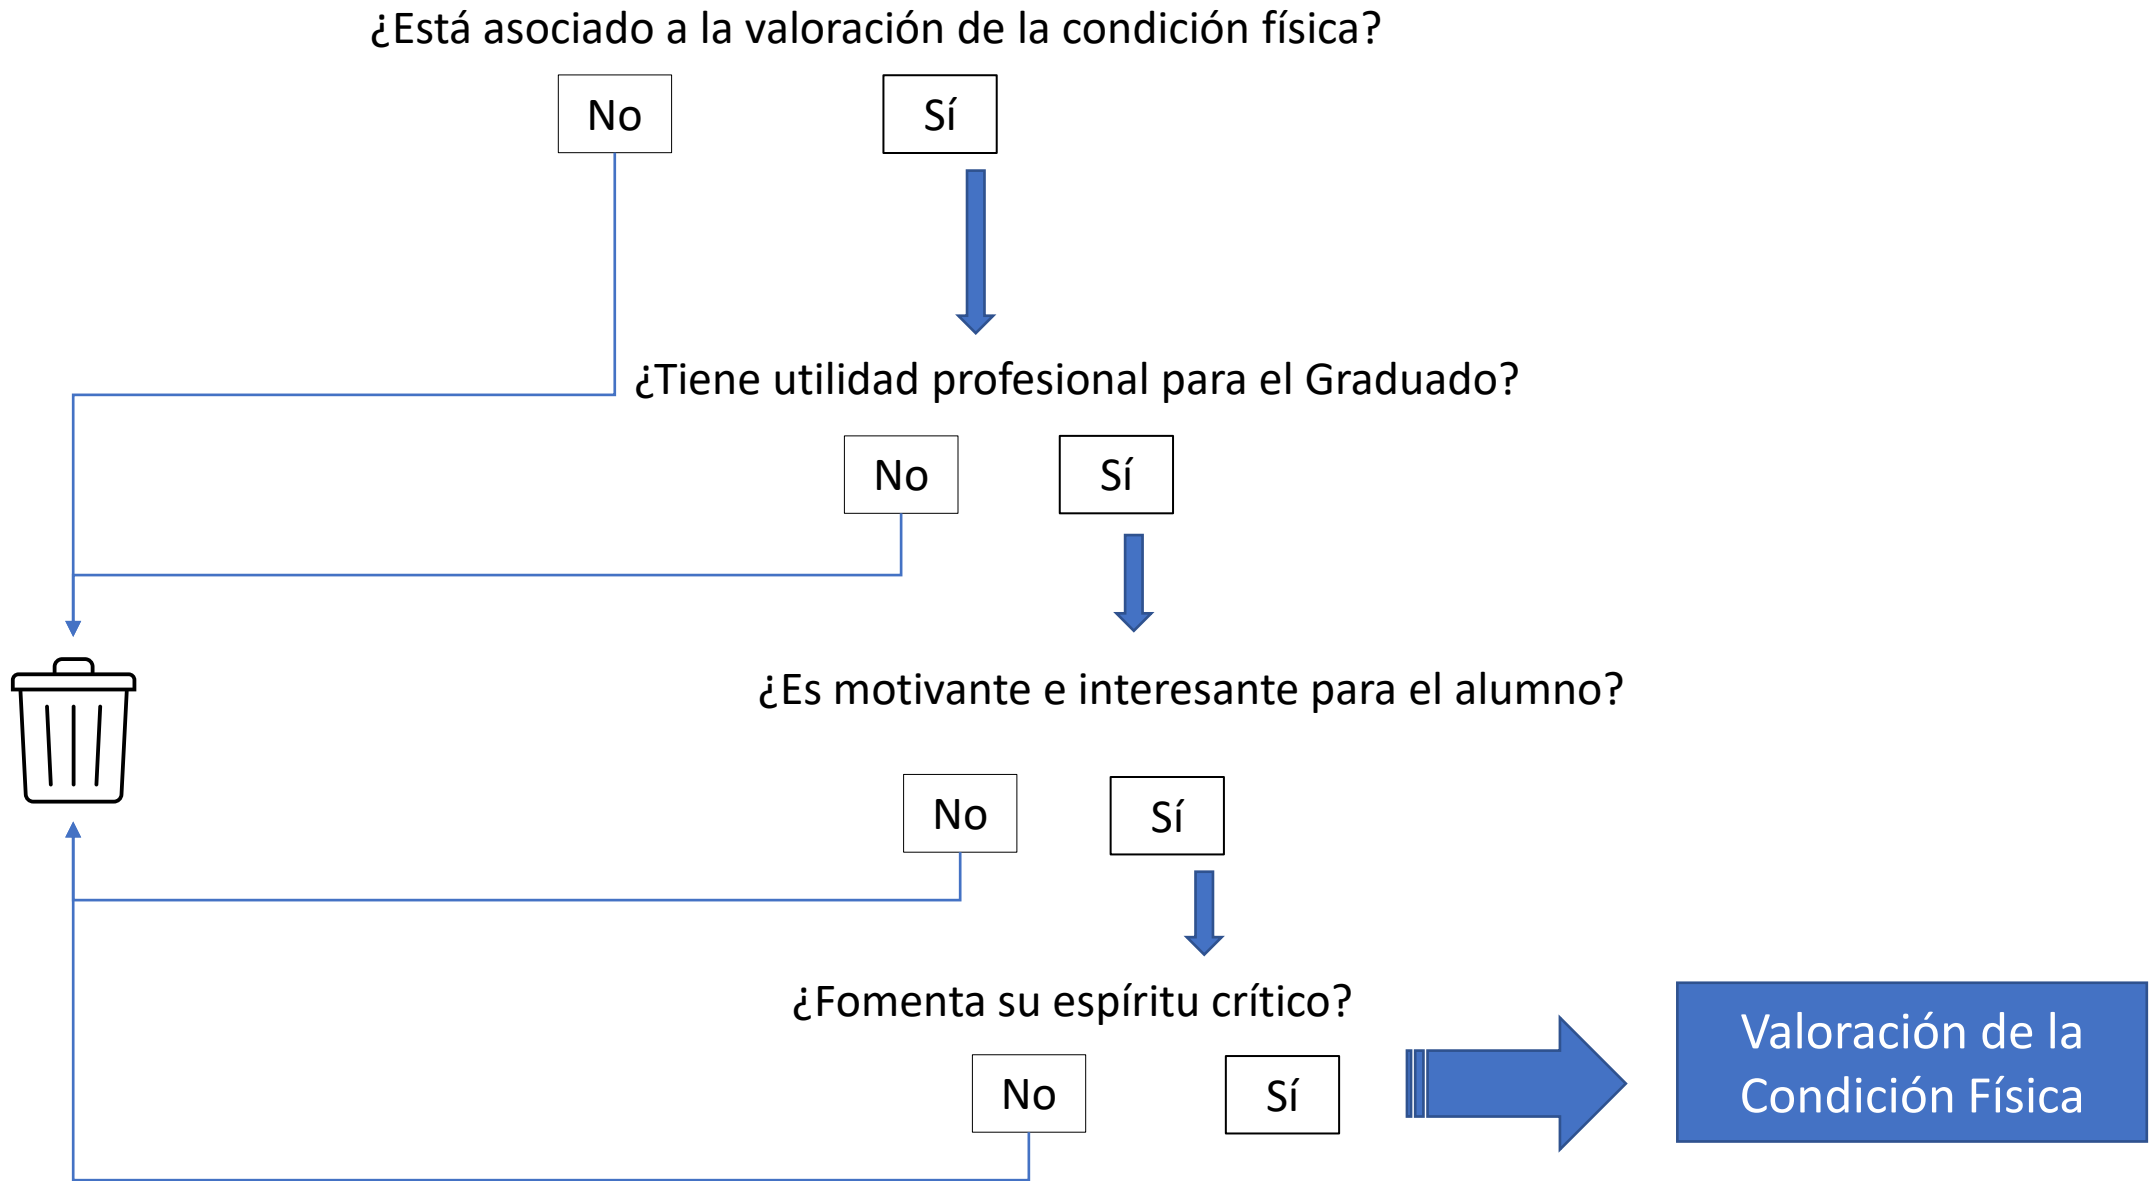 ¿Está asociado a la valoración de la condición física?
No
Sí
¿Tiene utilidad profesional para el Graduado?
No
Sí
¿Es motivante e interesante para el alumno?
No
Sí
¿Fomenta su espíritu crítico?
No
Sí
Valoración de la
Condición Física